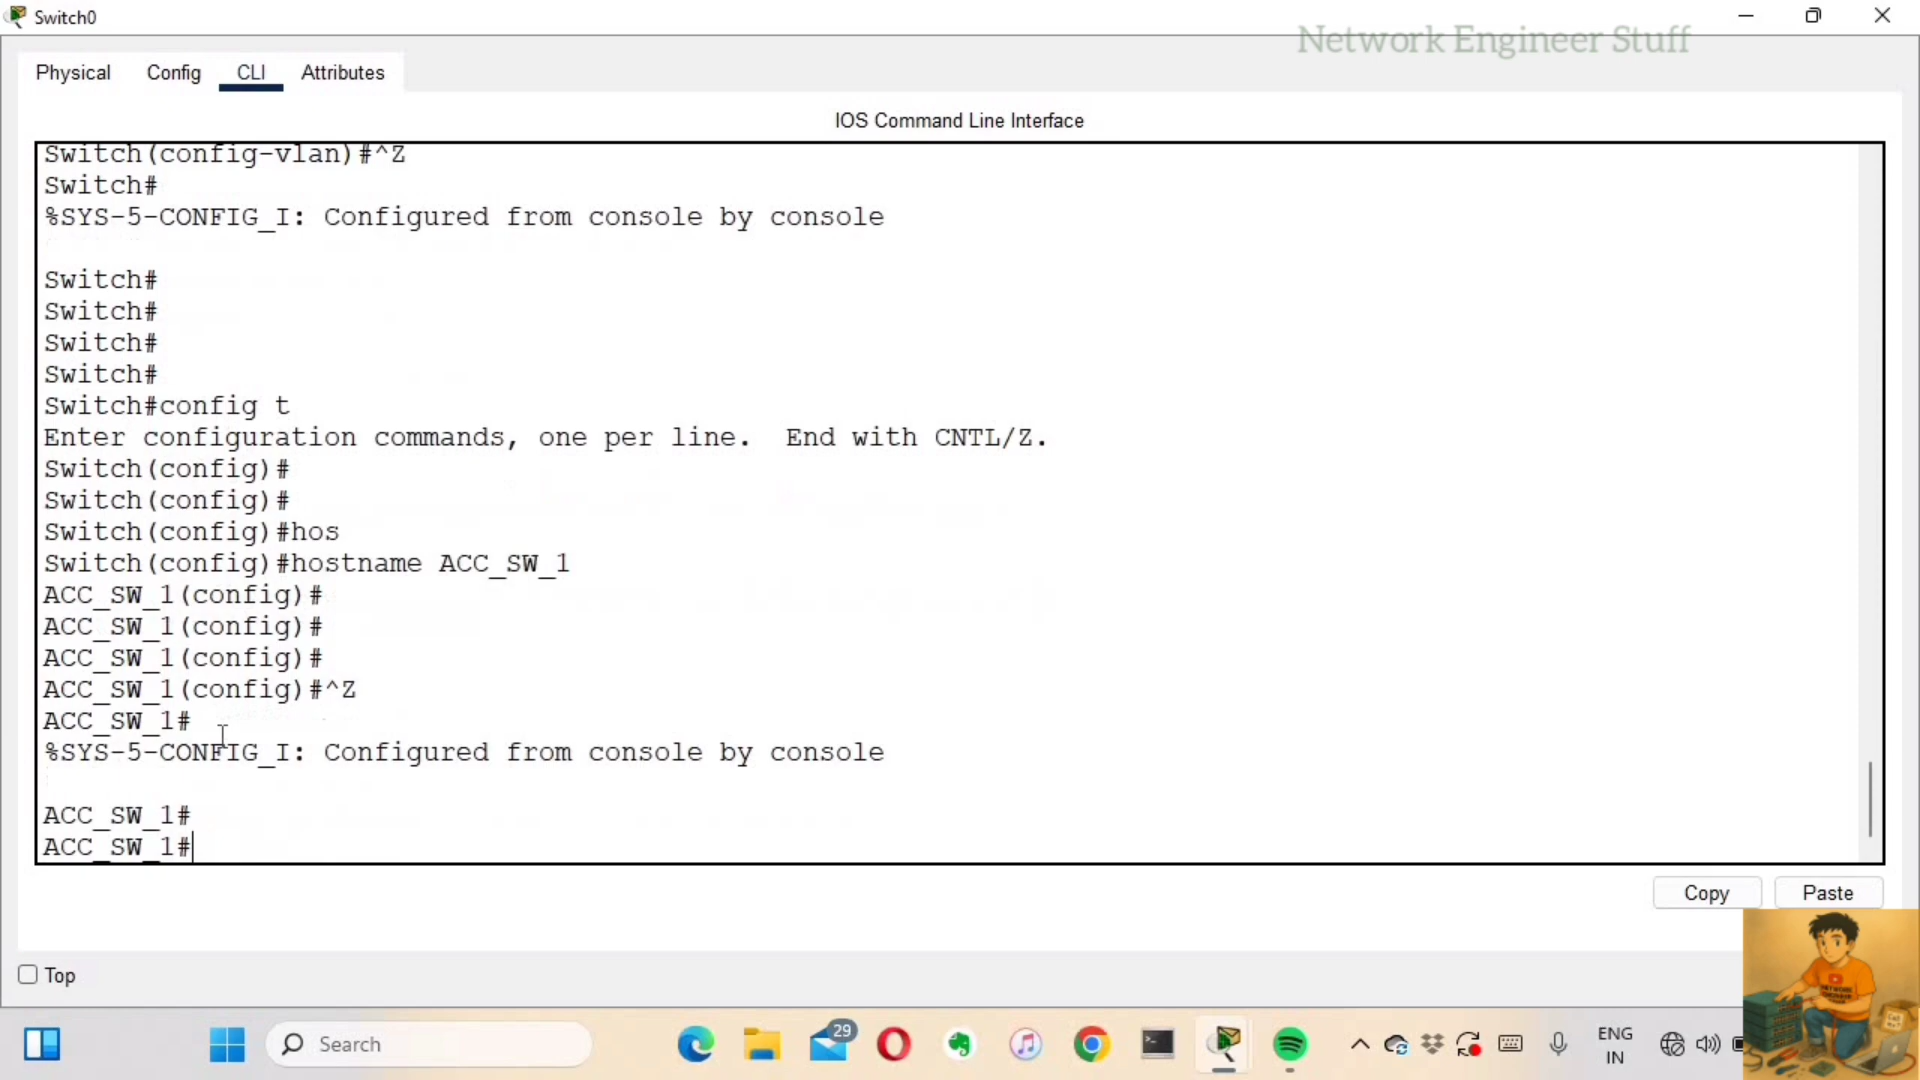 Switch0
Network Engineer Stuff
Physical Config CLI Attributes
IOS Command Line Interface
Switch(config-vlan)#^Z
Switch#
%SYS-5-CONFIG_I: Configured from console by console
Switch#
Switch#
Switch#
Switch#
Switch#config t
Enter configuration commands, one per line.  End with CNTL/Z.
Switch(config)#
Switch(config)#
Switch(config)#hos
Switch(config)#hostname ACC_SW_1
ACC_SW_1(config)#
ACC_SW_1(config)#
ACC_SW_1(config)#
ACC_SW_1(config)#^Z
ACC_SW_1#
%SYS-5-CONFIG_I: Configured from console by console
ACC_SW_1#
ACC_SW_1#
Copy Paste
Top
Search
29
ENG
IN